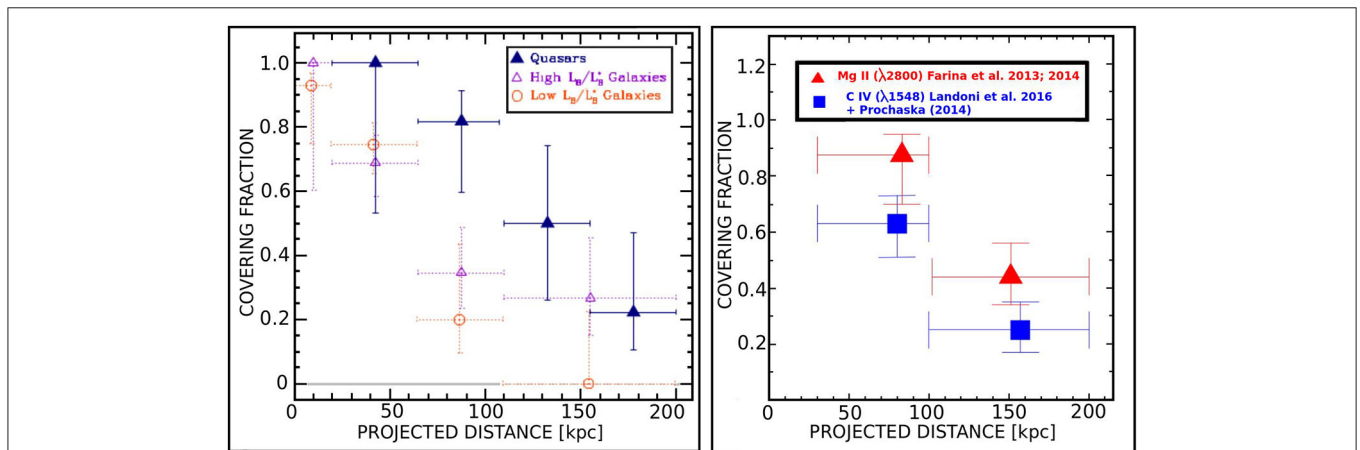 Quasars
High L_B/L*_B Galaxies
Low L_B/L*_B Galaxies
1.0
0.8
0.6
0.4
0.2
0
COVERING FRACTION
0 50 100 150 200
PROJECTED DISTANCE [kpc]
Mg II (λ2800) Farina et al. 2013; 2014
C IV (λ1548) Landoni et al. 2016
+ Prochaska (2014)
1.2
1.0
0.8
0.6
0.4
0.2
COVERING FRACTION
0 50 100 150 200
PROJECTED DISTANCE [kpc]